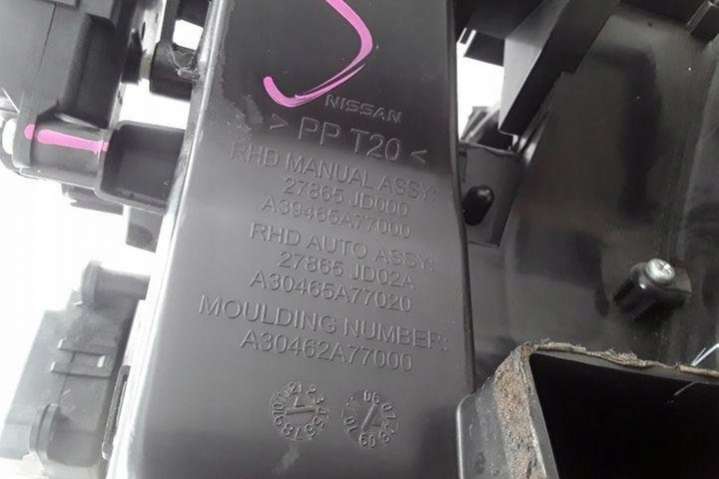 NISSAN
> PP T20 <
RHD MANUAL ASSY:
27865 JD000
A39465A77000
RHD AUTO ASSY:
27865 JD02A
A30465A77020
MOULDING NUMBER:
A30462A77000